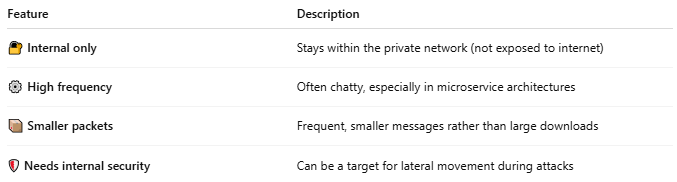 Feature Description
Internal only Stays within the private network (not exposed to internet)
High frequency Often chatty, especially in microservice architectures
Smaller packets Frequent, smaller messages rather than large downloads
Needs internal security Can be a target for lateral movement during attacks